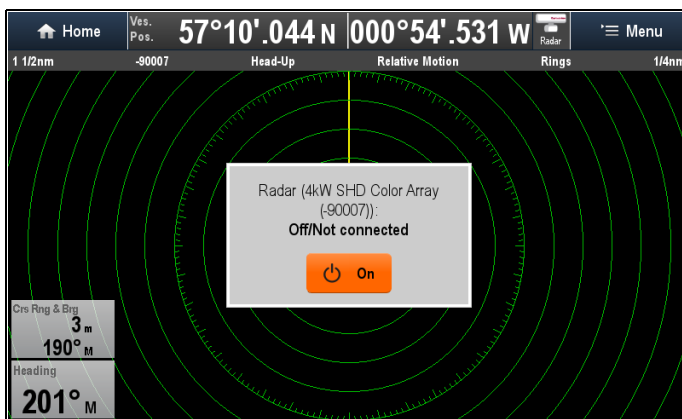 Home
Ves. Pos.
57°10'.044 N
000°54'.531 W
Radar
Menu
1 1/2nm
-90007
Head-Up
Relative Motion
Rings
1/4nm
Radar (4kW SHD Color Array
(-90007)):
Off/Not connected
On
Crs Rng & Brg
3 m
190° M
Heading
201° M